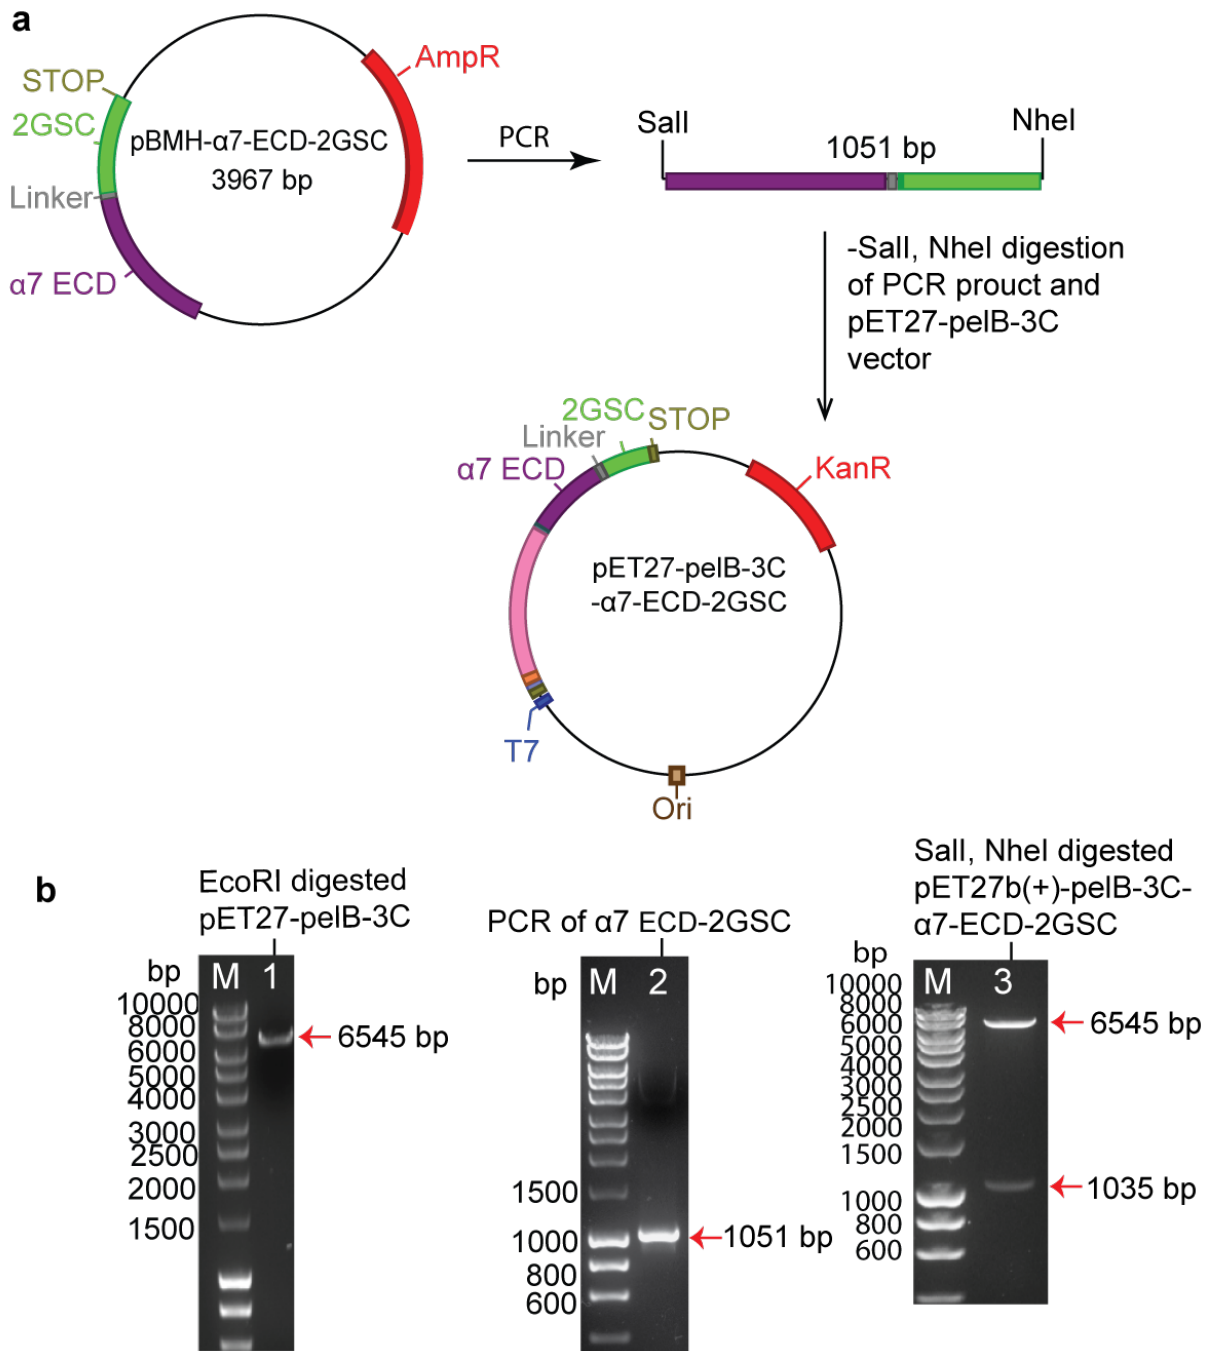 a
AmpR
STOP
2GSC
pBMH-α7-ECD-2GSC
3967 bp
Linker
α7 ECD
PCR
SalI
NheI
1051 bp
-SalI, NheI digestion
of PCR prouct and
pET27-pelB-3C
vector
2GSC
STOP
Linker
α7 ECD
KanR
pET27-pelB-3C
-α7-ECD-2GSC
T7
Ori
b
EcoRI digested
pET27-pelB-3C
bp
M 1
10000
8000
6000
5000
4000
3000
2500
2000
1500
6545 bp
PCR of α7 ECD-2GSC
bp
M 2
1500
1000
800
600
1051 bp
SalI, NheI digested
pET27b(+)-pelB-3C-
α7-ECD-2GSC
bp
M 3
10000
8000
6000
5000
4000
3000
2500
2000
1500
1000
800
600
6545 bp
1035 bp